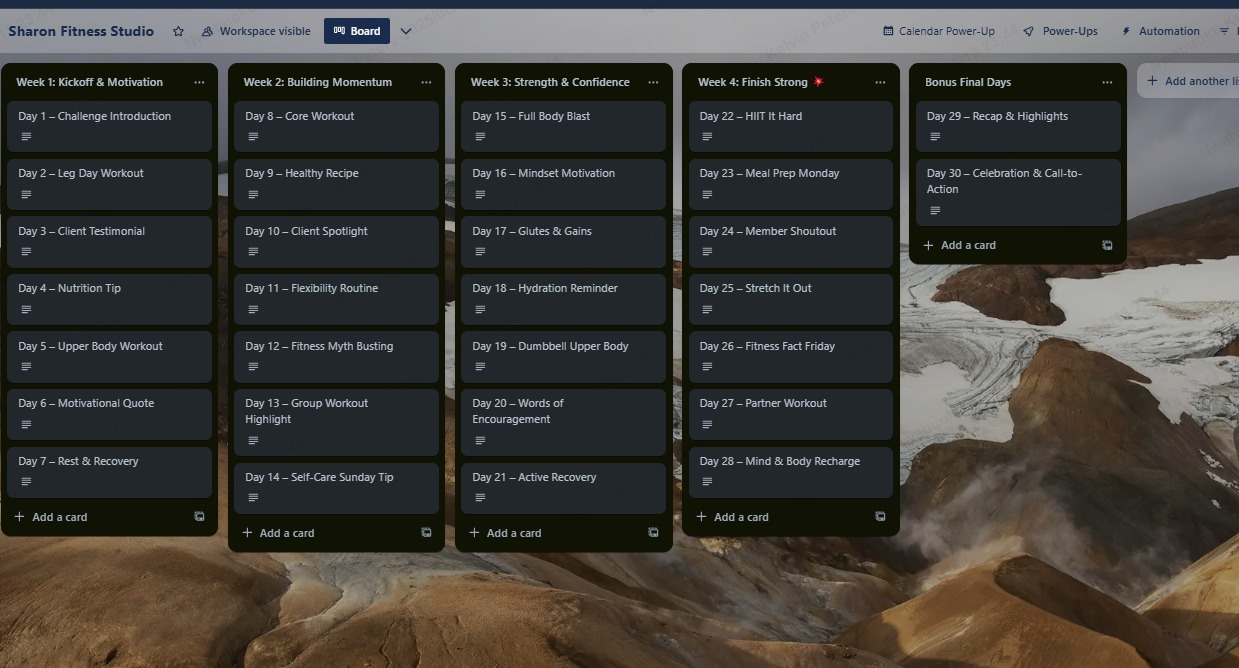 Sharon Fitness Studio
Workspace visible
Board
Calendar Power-Up
Power-Ups
Automation
Week 1: Kickoff & Motivation
Day 1 – Challenge Introduction
Day 2 – Leg Day Workout
Day 3 – Client Testimonial
Day 4 – Nutrition Tip
Day 5 – Upper Body Workout
Day 6 – Motivational Quote
Day 7 – Rest & Recovery
Add a card
Week 2: Building Momentum
Day 8 – Core Workout
Day 9 – Healthy Recipe
Day 10 – Client Spotlight
Day 11 – Flexibility Routine
Day 12 – Fitness Myth Busting
Day 13 – Group Workout
Highlight
Day 14 – Self-Care Sunday Tip
Add a card
Week 3: Strength & Confidence
Day 15 – Full Body Blast
Day 16 – Mindset Motivation
Day 17 – Glutes & Gains
Day 18 – Hydration Reminder
Day 19 – Dumbbell Upper Body
Day 20 – Words of
Encouragement
Day 21 – Active Recovery
Add a card
Week 4: Finish Strong 💥
Day 22 – HIIT It Hard
Day 23 – Meal Prep Monday
Day 24 – Member Shoutout
Day 25 – Stretch It Out
Day 26 – Fitness Fact Friday
Day 27 – Partner Workout
Day 28 – Mind & Body Recharge
Add a card
Bonus Final Days
Day 29 – Recap & Highlights
Day 30 – Celebration & Call-to-
Action
Add a card
Add another li